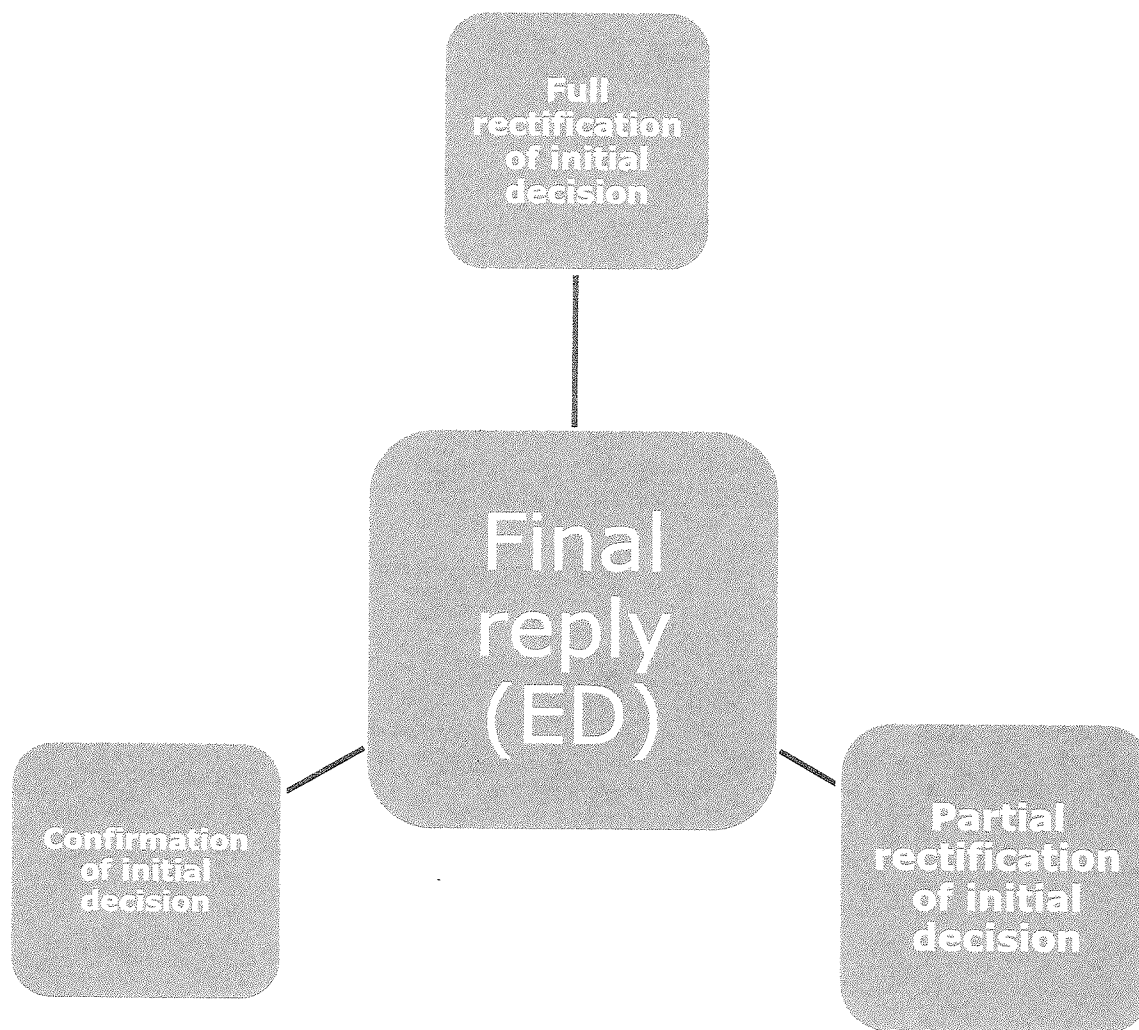 Full
rectification
of initial
decision
Final
reply
(ED)
Confirmation
of initial
decision
Partial
rectification
of initial
decision